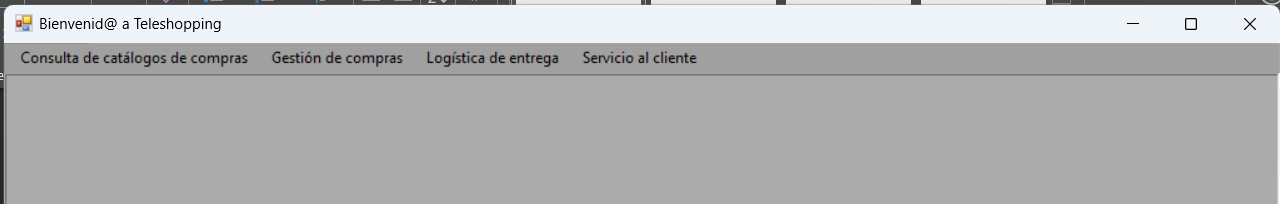 Bienvenid@ a Teleshopping
Consulta de catálogos de compras Gestión de compras Logística de entrega Servicio al cliente